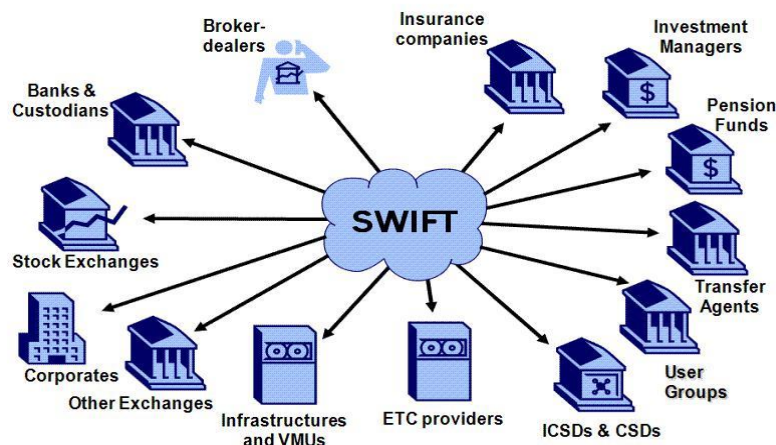 Broker-
dealers
Insurance
companies
Investment
Managers
Banks &
Custodians
Pension
Funds
$
$
SWIFT
Stock Exchanges
Transfer
Agents
Corporates
Other Exchanges
Infrastructures
and VMUs
ETC providers
ICSDs & CSDs
User
Groups